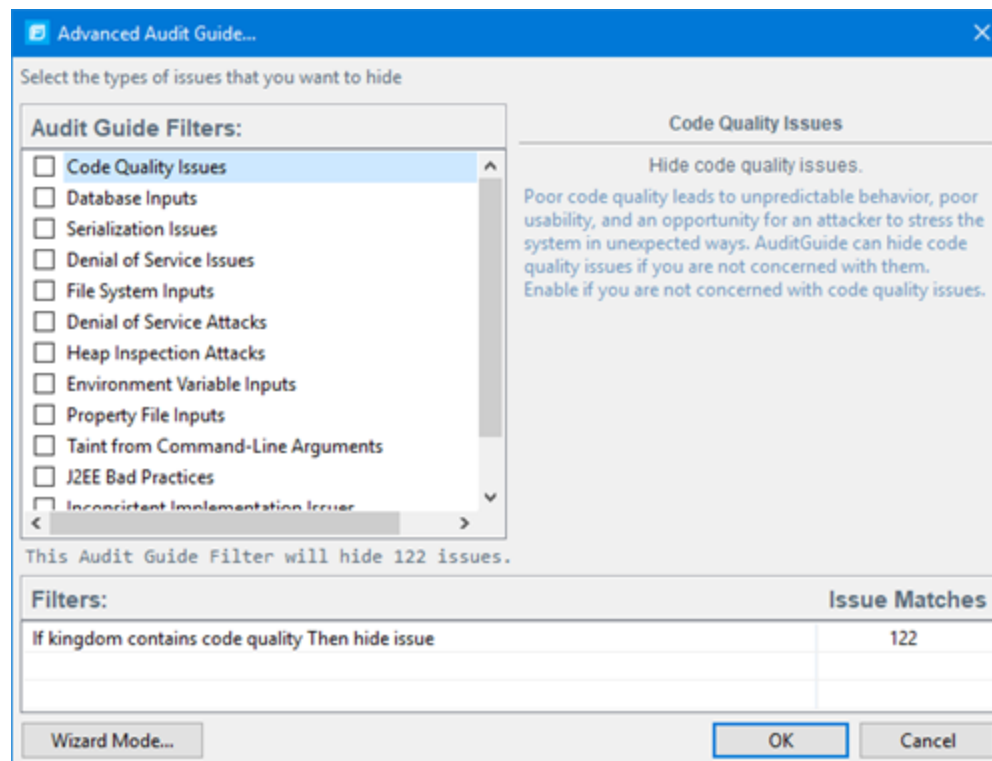 Advanced Audit Guide...
Select the types of issues that you want to hide
Audit Guide Filters:
Code Quality Issues
Database Inputs
Serialization Issues
Denial of Service Issues
File System Inputs
Denial of Service Attacks
Heap Inspection Attacks
Environment Variable Inputs
Property File Inputs
Taint from Command-Line Arguments
J2EE Bad Practices
Inconsistent Implementation Issues
Code Quality Issues
Hide code quality issues.
Poor code quality leads to unpredictable behavior, poor
usability, and an opportunity for an attacker to stress the
system in unexpected ways. AuditGuide can hide code
quality issues if you are not concerned with them.
Enable if you are not concerned with code quality issues.
This Audit Guide Filter will hide 122 issues.
Filters: Issue Matches
If kingdom contains code quality Then hide issue 122
Wizard Mode... OK Cancel